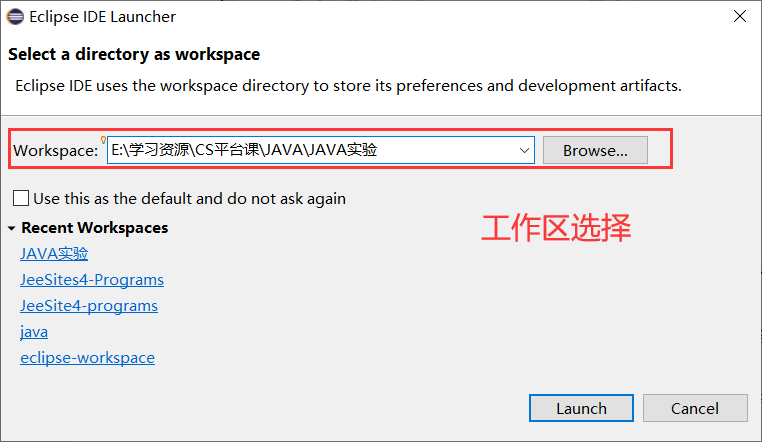 Eclipse IDE Launcher
Select a directory as workspace
Eclipse IDE uses the workspace directory to store its preferences and development artifacts.
Workspace: E:\学习资源\CS平台课\JAVA\JAVA实验 Browse...
Use this as the default and do not ask again
工作区选择
Recent Workspaces
JAVA实验
JeeSites4-Programs
JeeSite4-programs
java
eclipse-workspace
Launch Cancel